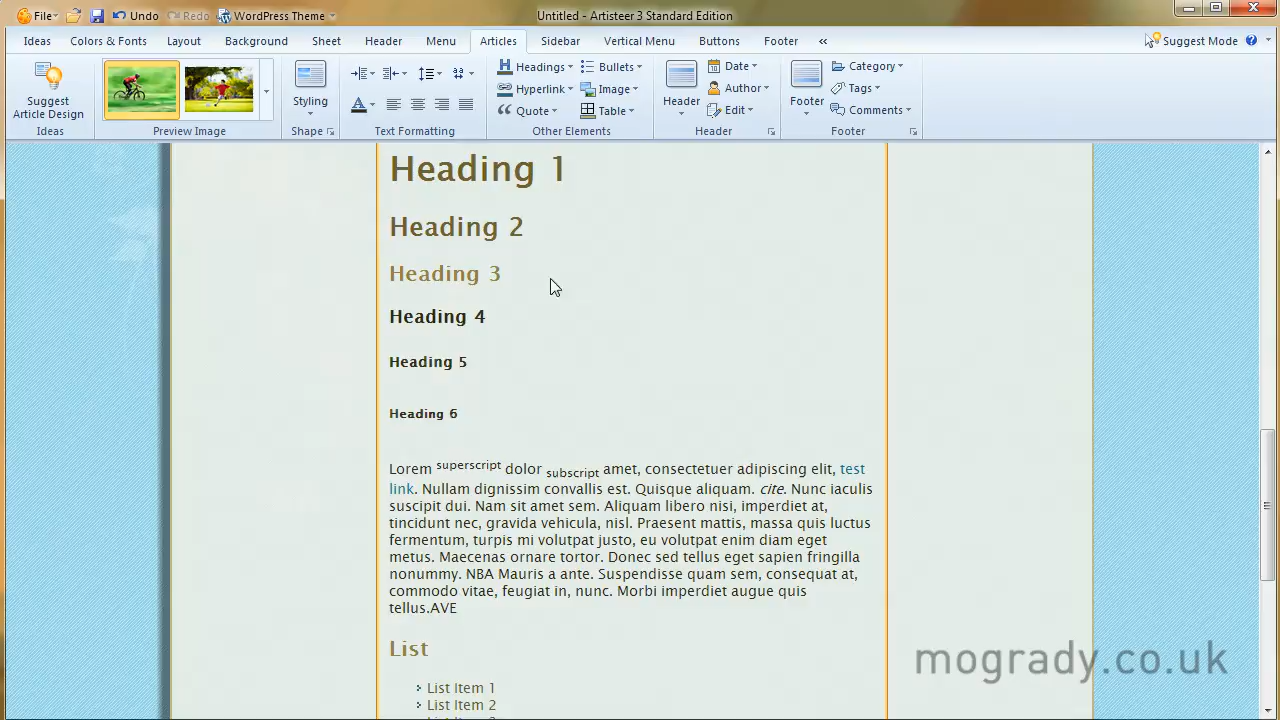 File Undo Redo WordPress Theme Untitled - Artisteer 3 Standard Edition
Ideas Colors & Fonts Layout Background Sheet Header Menu Articles Sidebar Vertical Menu Buttons Footer « Suggest Mode
Suggest
Article Design
Ideas
Preview Image
Styling
Shape
Text Formatting
Headings Bullets
Hyperlink Image
Quote Table
Other Elements
Header
Date
Author
Edit
Header
Footer
Category
Tags
Comments
Footer
Heading 1
Heading 2
Heading 3
Heading 4
Heading 5
Heading 6
Lorem superscript dolor subscript amet, consectetuer adipiscing elit, test
link. Nullam dignissim convallis est. Quisque aliquam. cite. Nunc iaculis
suscipit dui. Nam sit amet sem. Aliquam libero nisi, imperdiet at,
tincidunt nec, gravida vehicula, nisl. Praesent mattis, massa quis luctus
fermentum, turpis mi volutpat justo, eu volutpat enim diam eget
metus. Maecenas ornare tortor. Donec sed tellus eget sapien fringilla
nonummy. NBA Mauris a ante. Suspendisse quam sem, consequat at,
commodo vitae, feugiat in, nunc. Morbi imperdiet augue quis
tellus.AVE
List
List Item 1
List Item 2
mogrady.co.uk